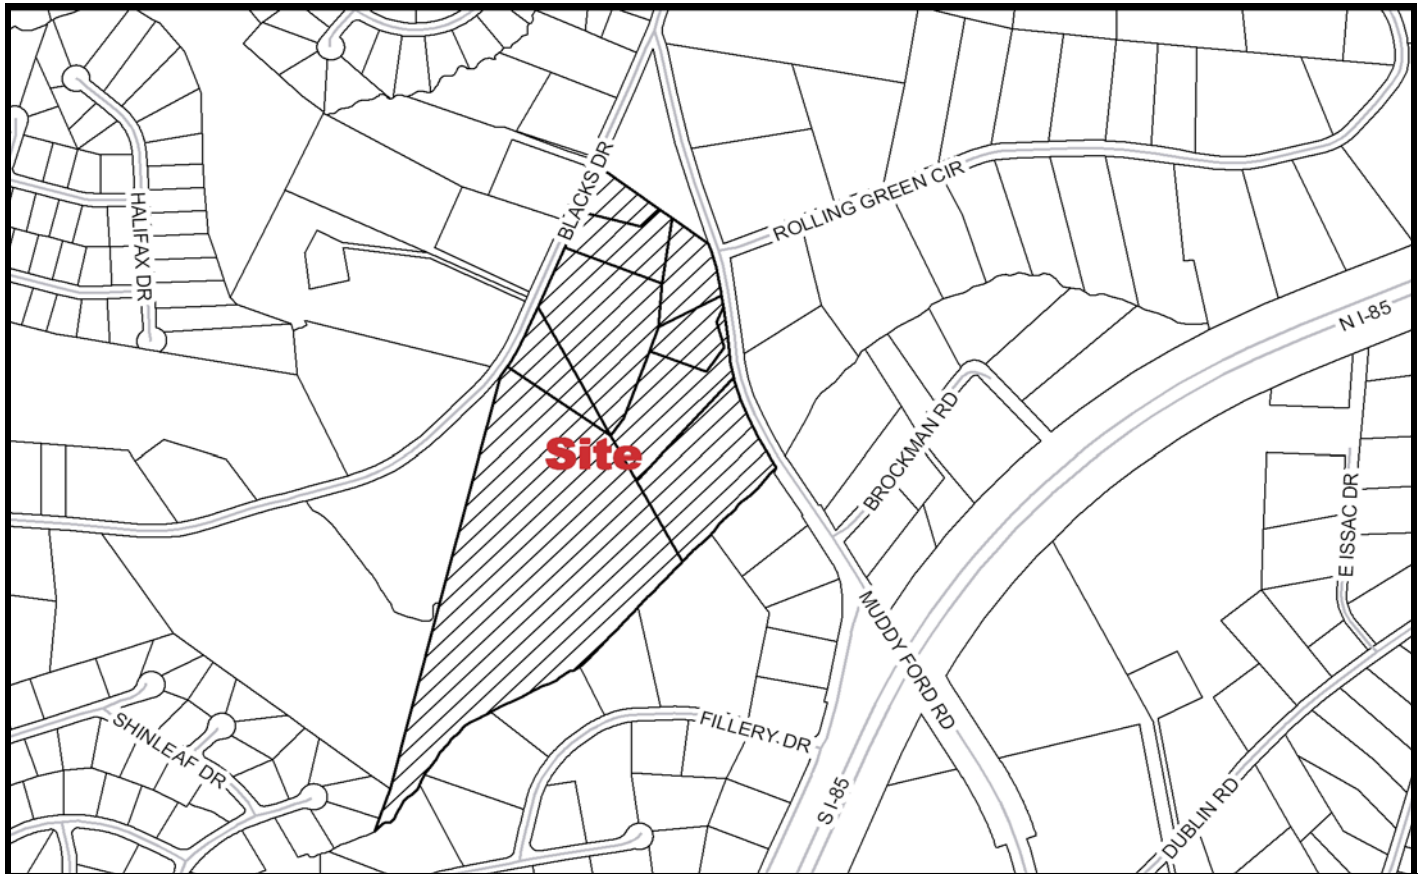 BLACKS DR
ROLLING GREEN CIR
HALIFAX DR
N I-85
BROCKMAN RD
Site
E ISSAC DR
MUDDY FORD RD
SHINLEAF DR
FILLERY DR
S I-85
DUBLIN RD